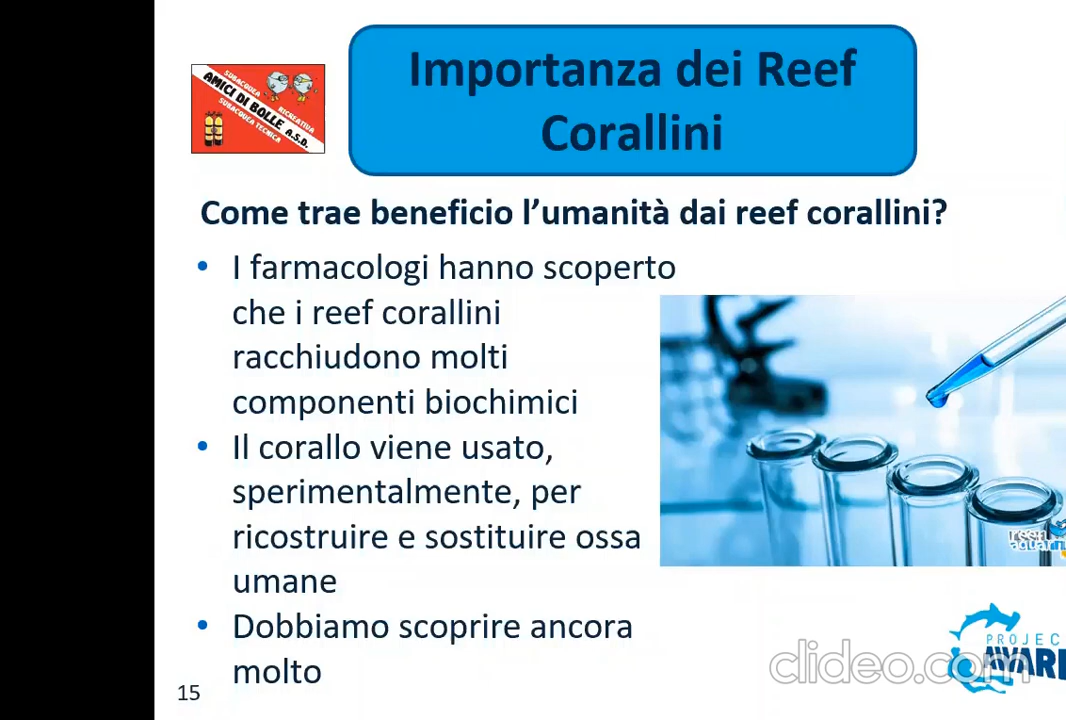 Importanza dei Reef
Corallini
SUBACQUEA
RICREATIVA
AMICI DI BOLLE A.S.D.
SUBACQUEA TECNICA
Come trae beneficio l’umanità dai reef corallini?
• I farmacologi hanno scoperto
che i reef corallini
racchiudono molti
componenti biochimici
• Il corallo viene usato,
sperimentalmente, per
ricostruire e sostituire ossa
umane
• Dobbiamo scoprire ancora
molto
PROJEC
AWARE
clideo.com
15